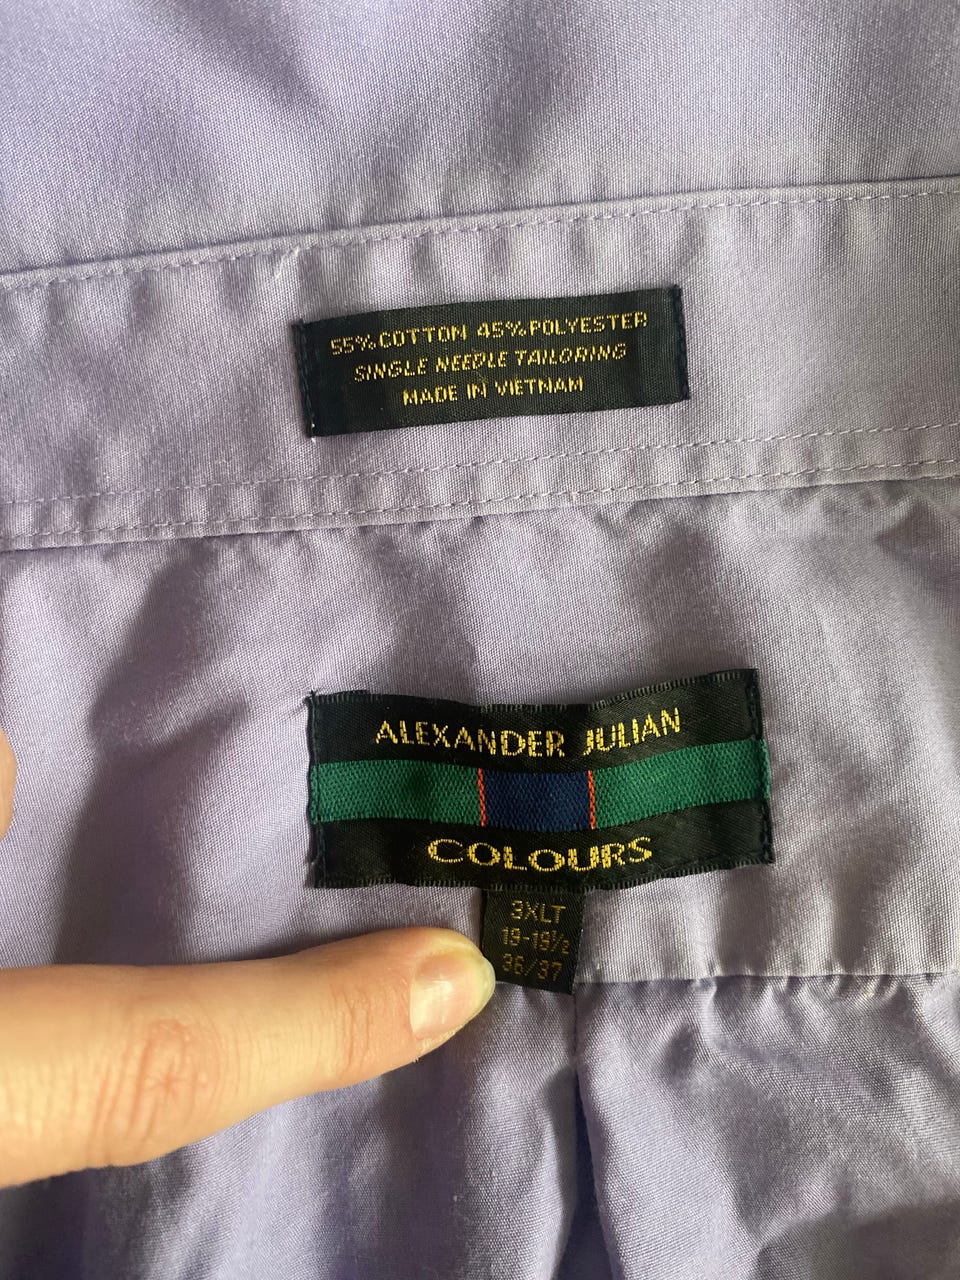 55% COTTON 45% POLYESTER
SINGLE NEEDLE TAILORING
MADE IN VIETNAM
ALEXANDER JULIAN
COLOURS
3XLT
19-19½
36/37